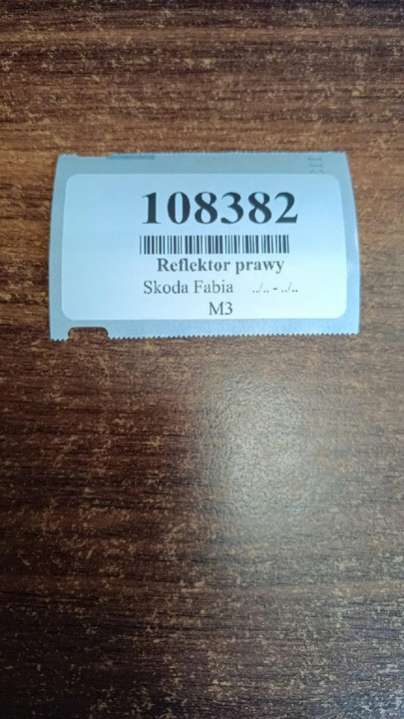 108382
Reflektor prawy
Skoda Fabia ../.. - ../..
M3